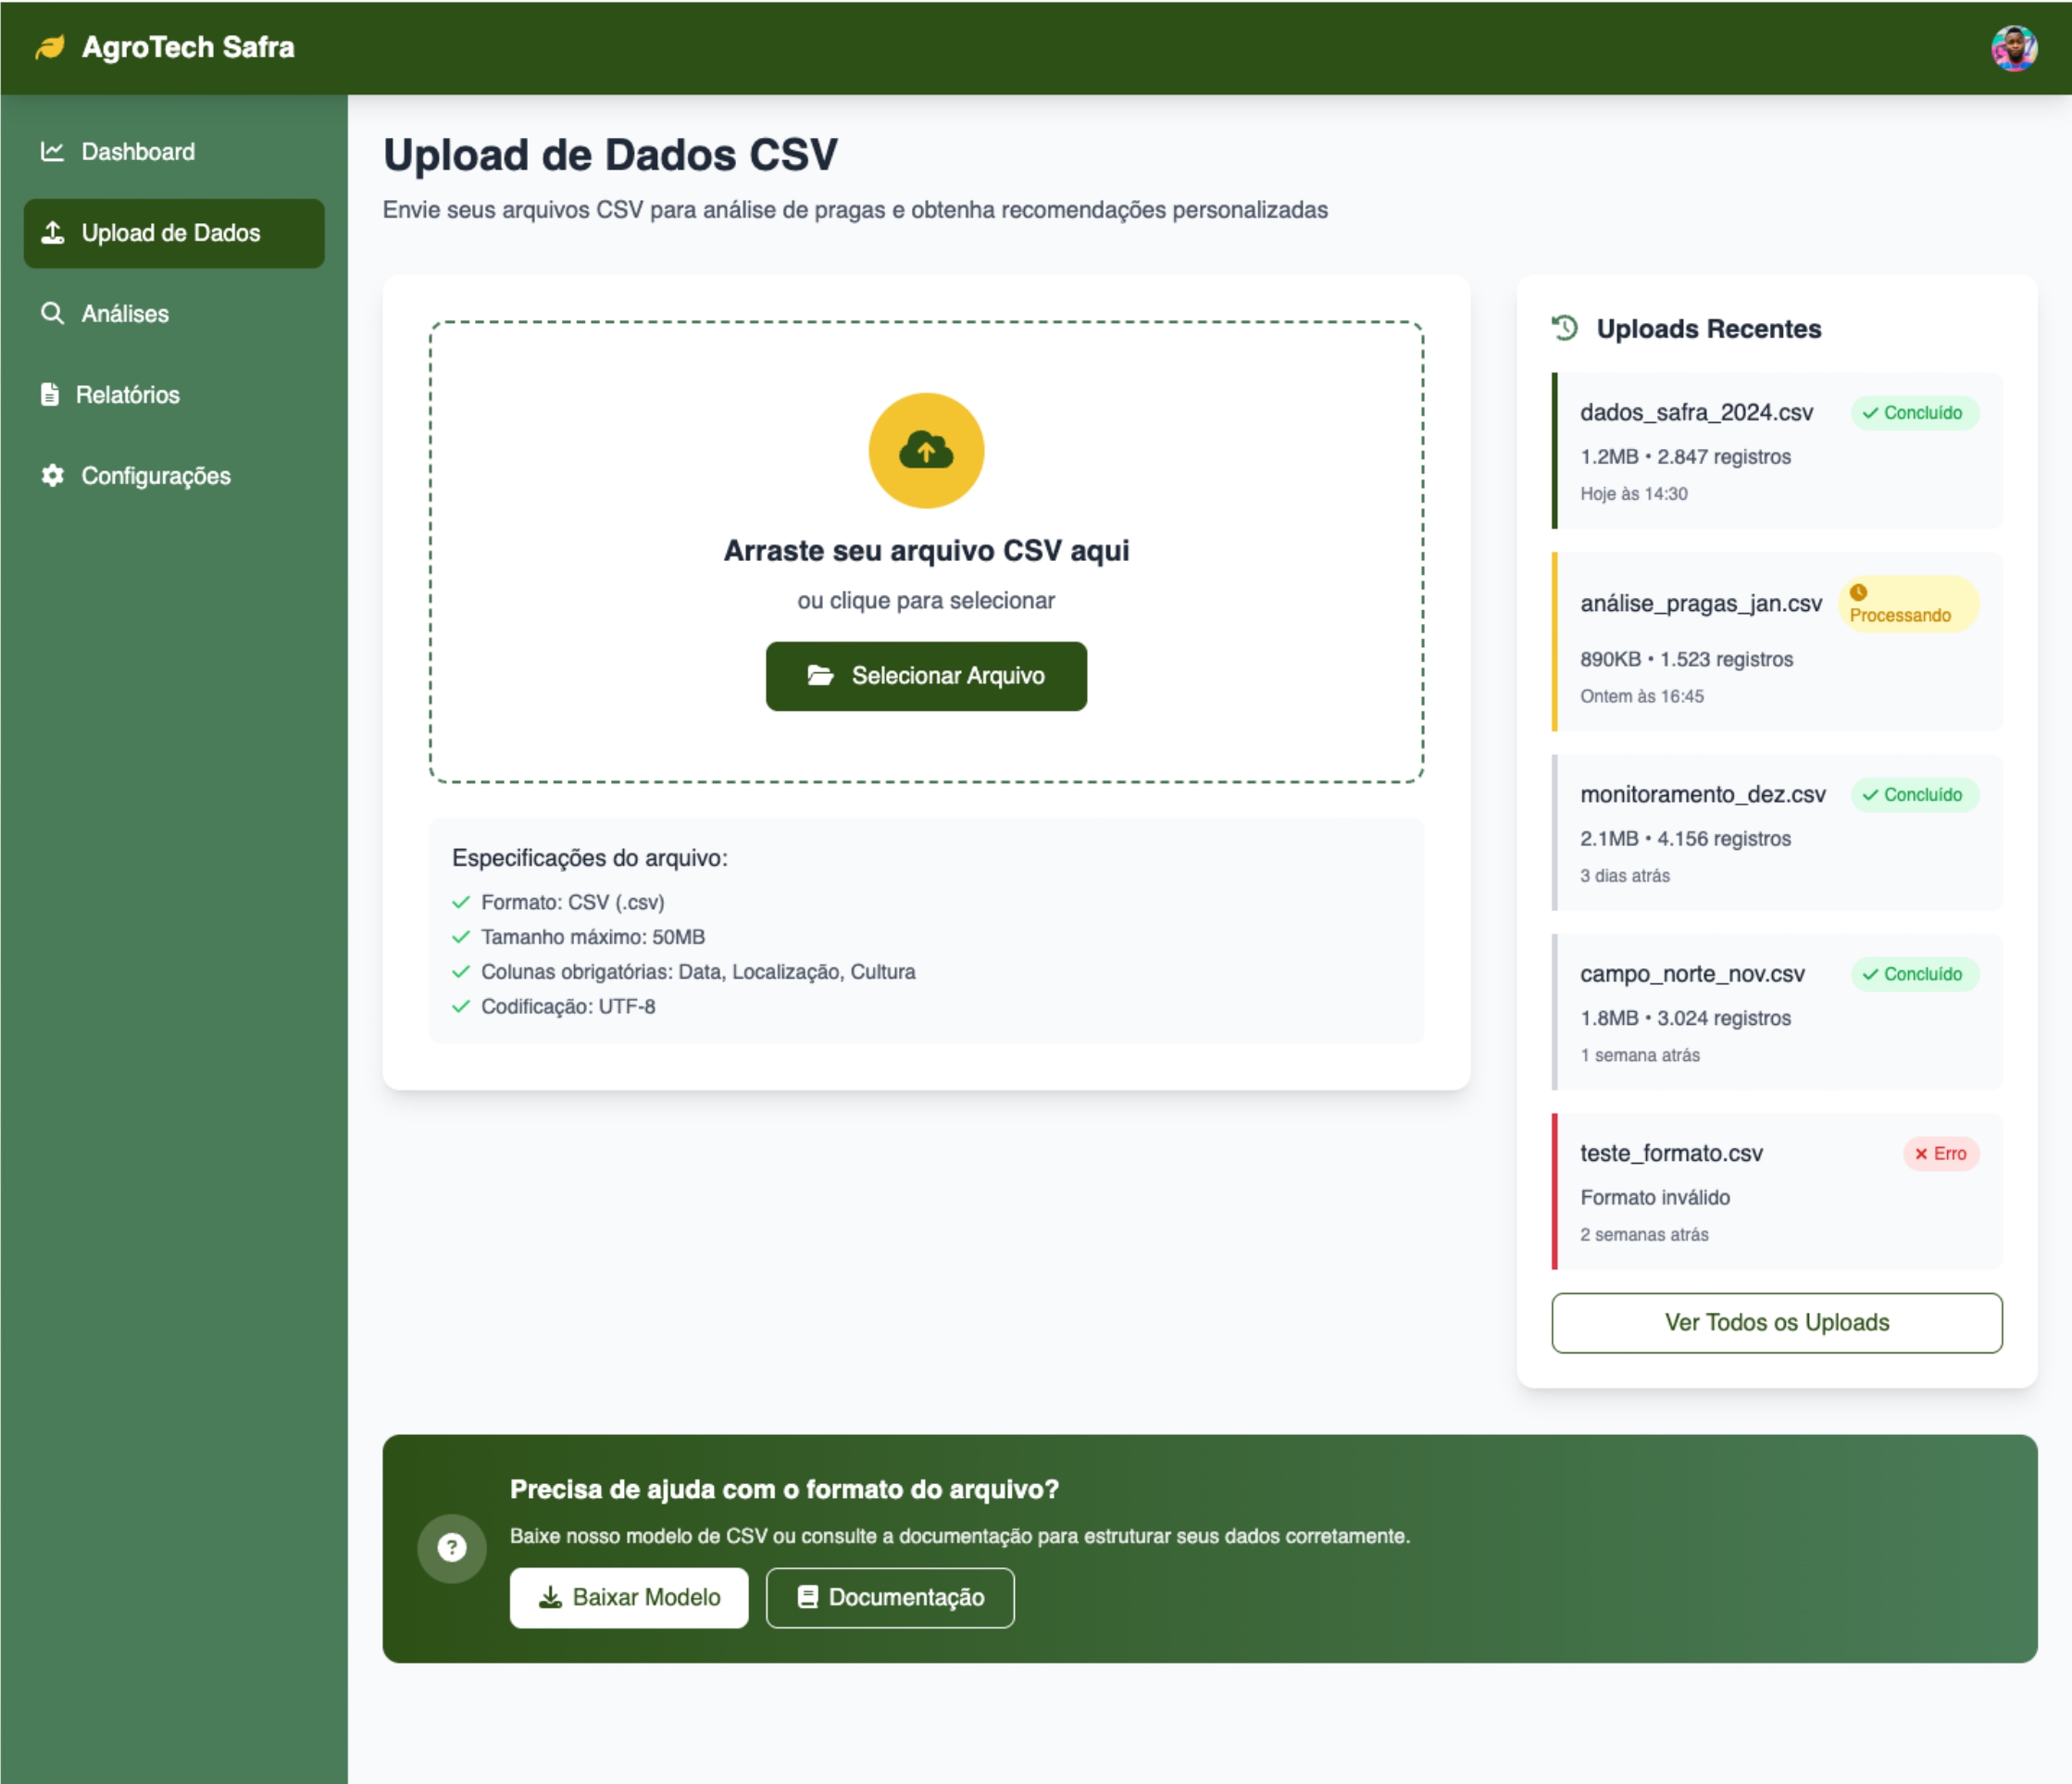 AgroTech Safra
Dashboard
Upload de Dados
Análises
Relatórios
Configurações
Upload de Dados CSV
Envie seus arquivos CSV para análise de pragas e obtenha recomendações personalizadas
Arraste seu arquivo CSV aqui
ou clique para selecionar
Selecionar Arquivo
Especificações do arquivo:
Formato: CSV (.csv)
Tamanho máximo: 50MB
Colunas obrigatórias: Data, Localização, Cultura
Codificação: UTF-8
Uploads Recentes
dados_safra_2024.csv Concluído
1.2MB • 2.847 registros
Hoje às 14:30
análise_pragas_jan.csv Processando
890KB • 1.523 registros
Ontem às 16:45
monitoramento_dez.csv Concluído
2.1MB • 4.156 registros
3 dias atrás
campo_norte_nov.csv Concluído
1.8MB • 3.024 registros
1 semana atrás
teste_formato.csv Erro
Formato inválido
2 semanas atrás
Ver Todos os Uploads
Precisa de ajuda com o formato do arquivo?
Baixe nosso modelo de CSV ou consulte a documentação para estruturar seus dados corretamente.
Baixar Modelo Documentação